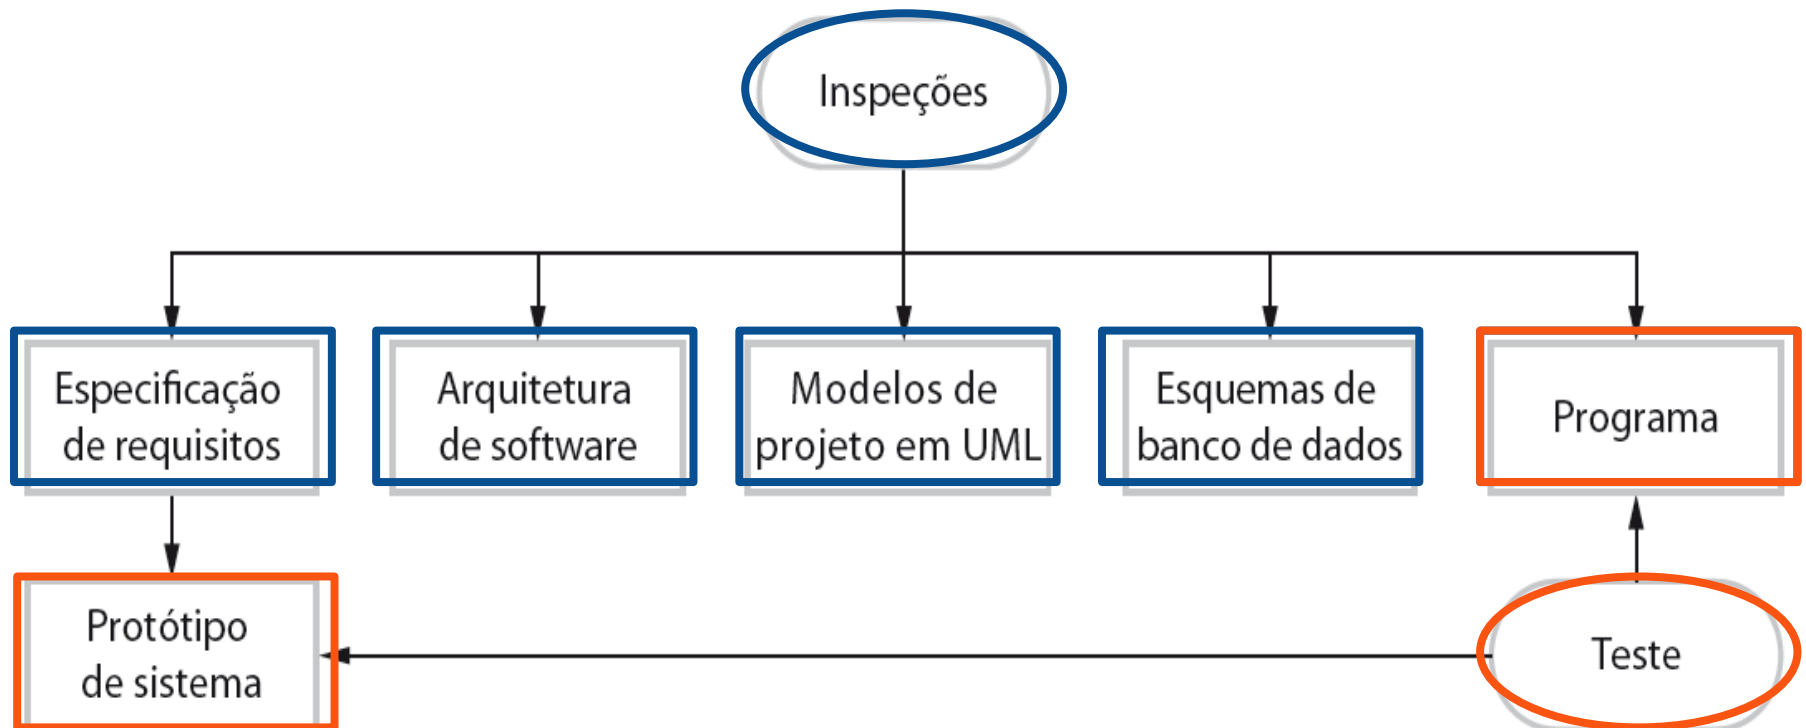 Inspeções
Especificação
de requisitos
Arquitetura
de software
Modelos de
projeto em UML
Esquemas de
banco de dados
Programa
Protótipo
de sistema
Teste